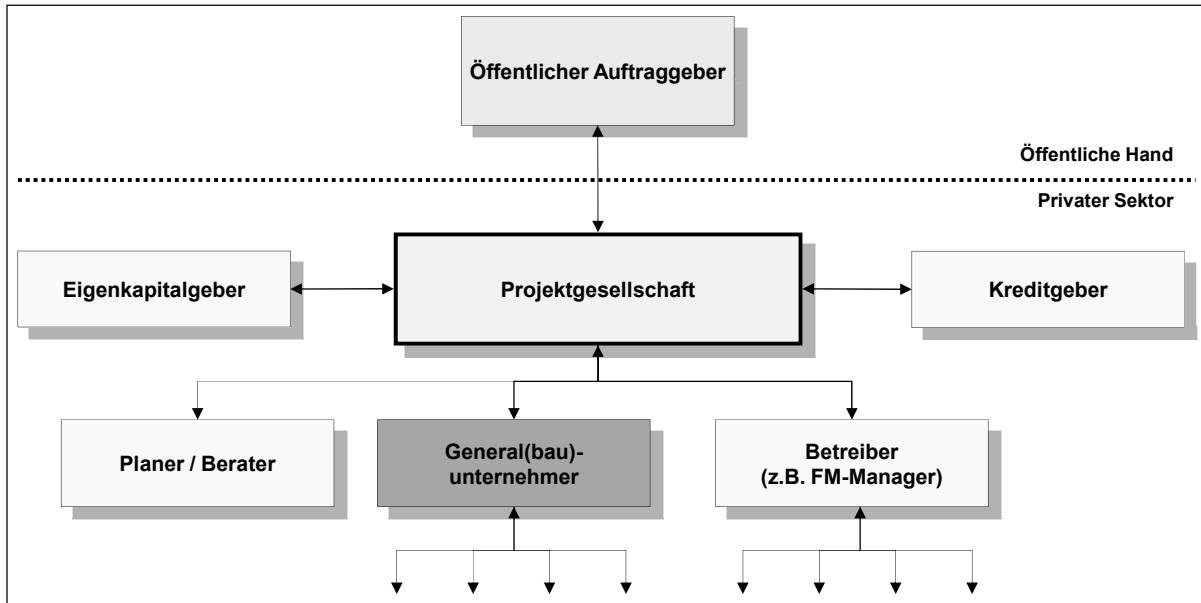 Öffentlicher Auftraggeber
Öffentliche Hand
Privater Sektor
Eigenkapitalgeber
Projektgesellschaft
Kreditgeber
Planer / Berater
General(bau)-
unternehmer
Betreiber
(z.B. FM-Manager)